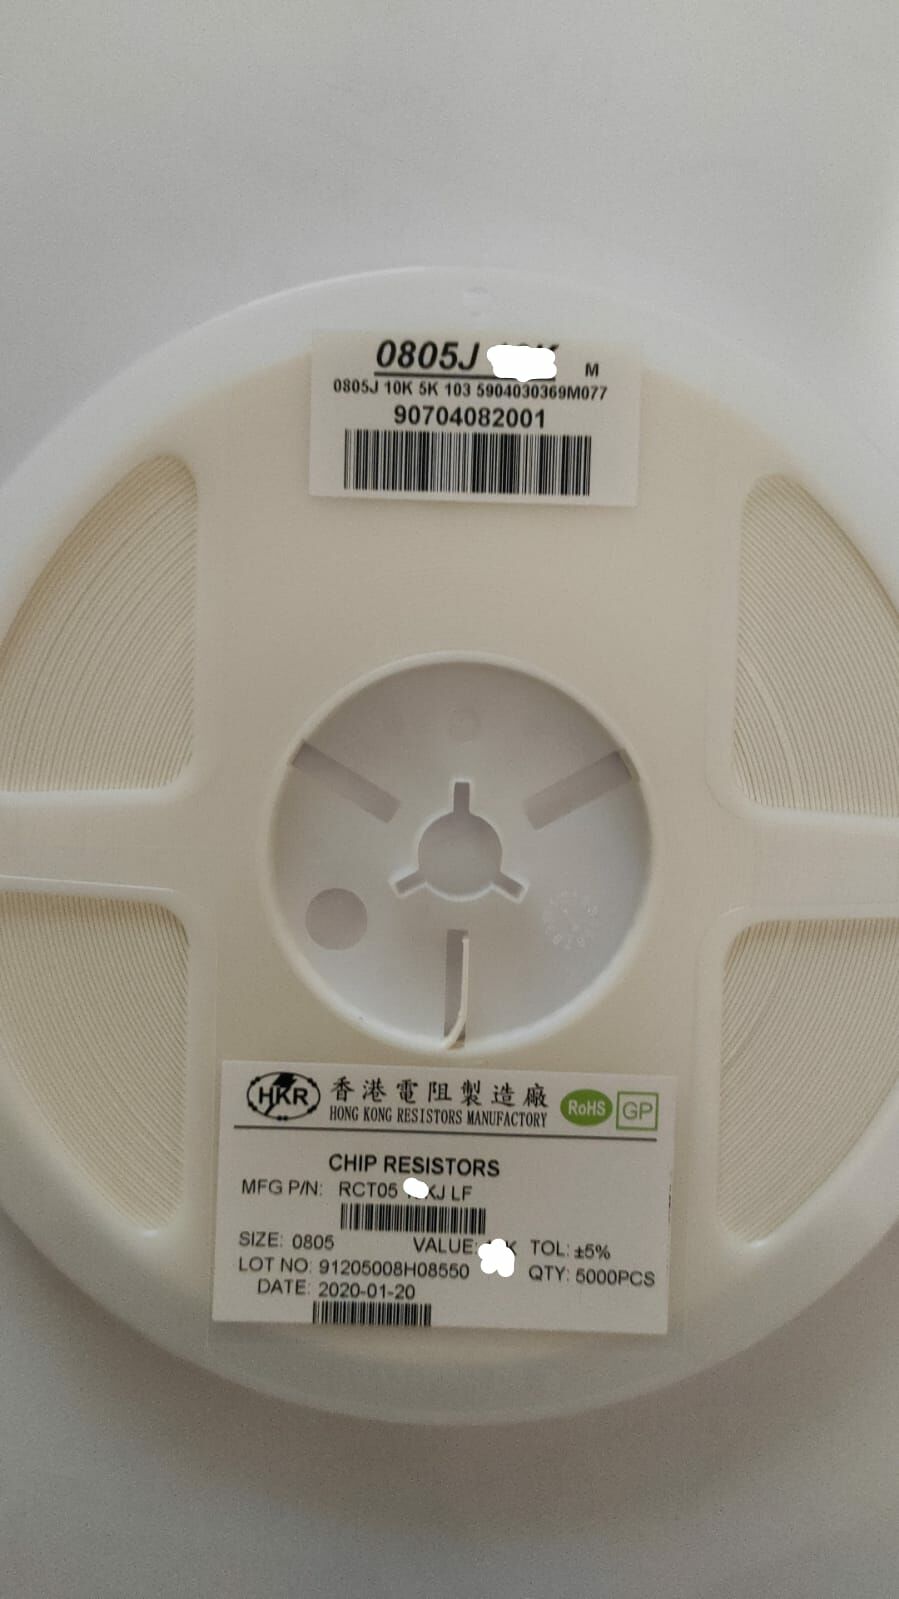 0805J
M
0805J 10K 5K 103 5904030369M077
90704082001
HKR 香港電阻製造廠
HONG KONG RESISTORS MANUFACTORY
RoHS GP
CHIP RESISTORS
MFG P/N: RCT05 KJ LF
SIZE: 0805 VALUE: K TOL: ±5%
LOT NO: 91205008H08550 QTY: 5000PCS
DATE: 2020-01-20